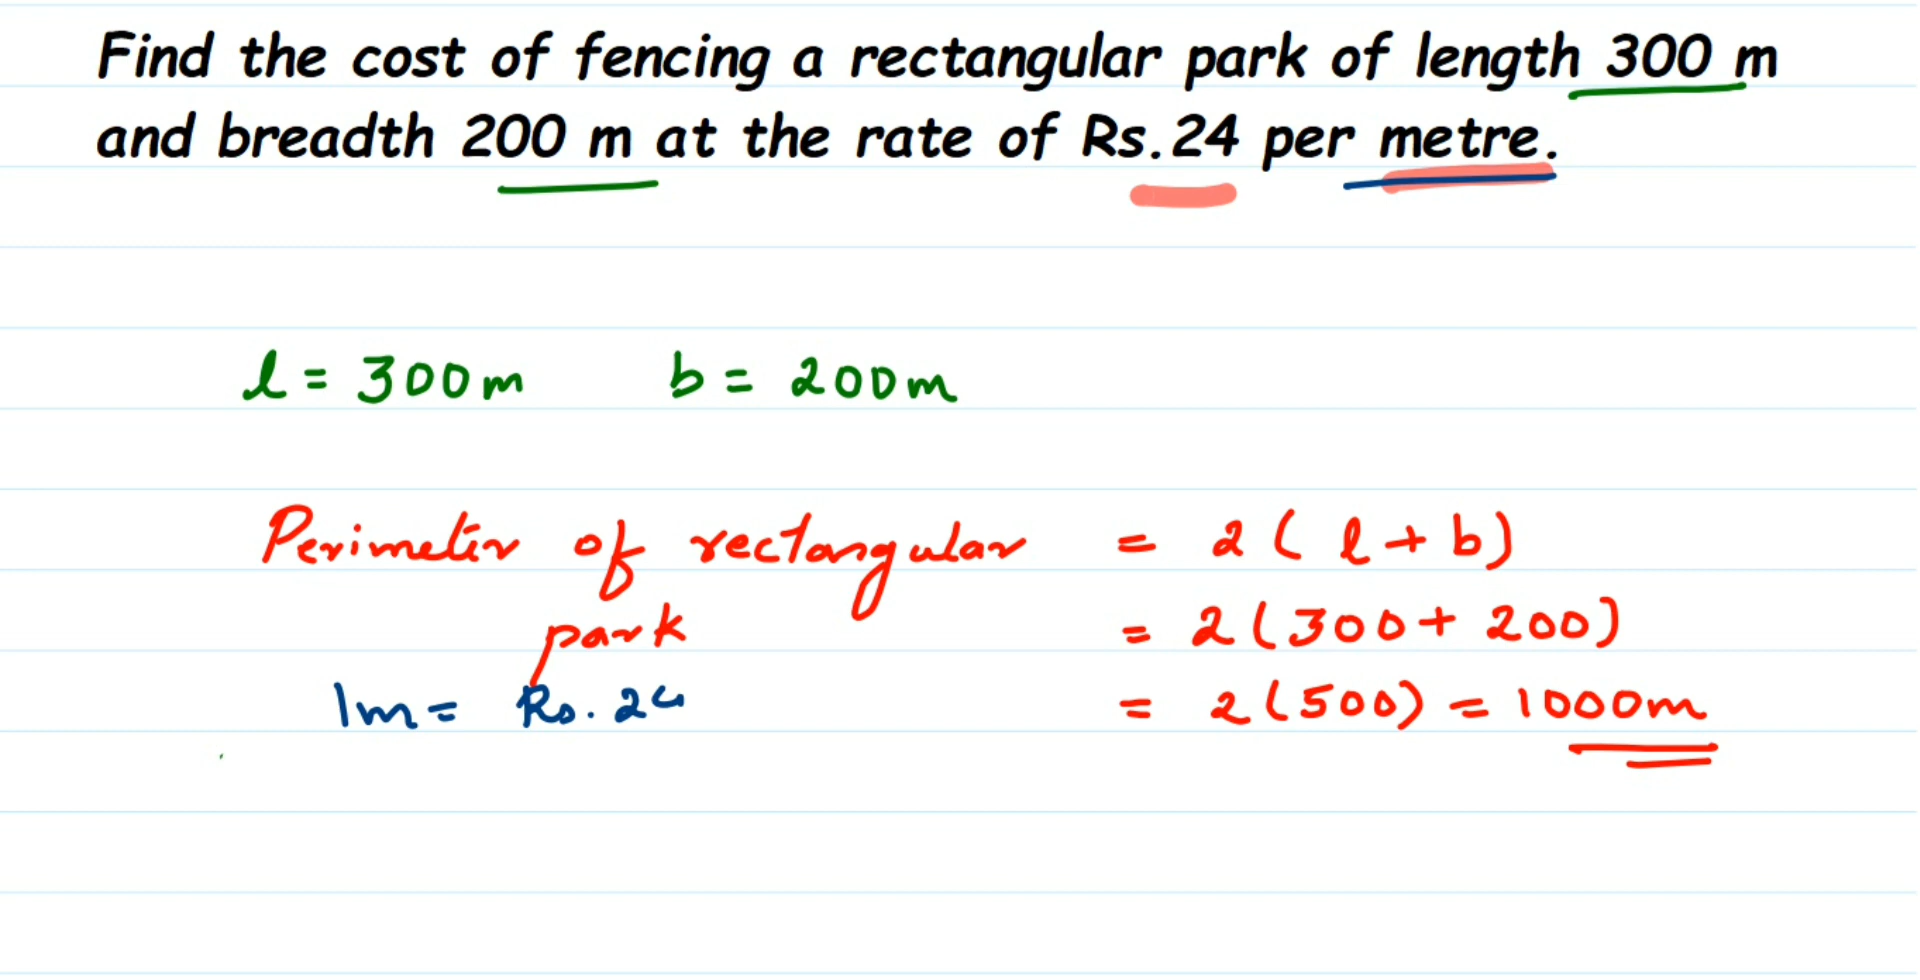 Find the cost of fencing a rectangular park of length 300 m
and breadth 200 m at the rate of Rs.24 per metre.
l = 300m b = 200m
Perimeter of rectangular = 2 ( l + b )
park = 2 (300 + 200)
1m = Rs. 24 = 2 (500) = 1000m